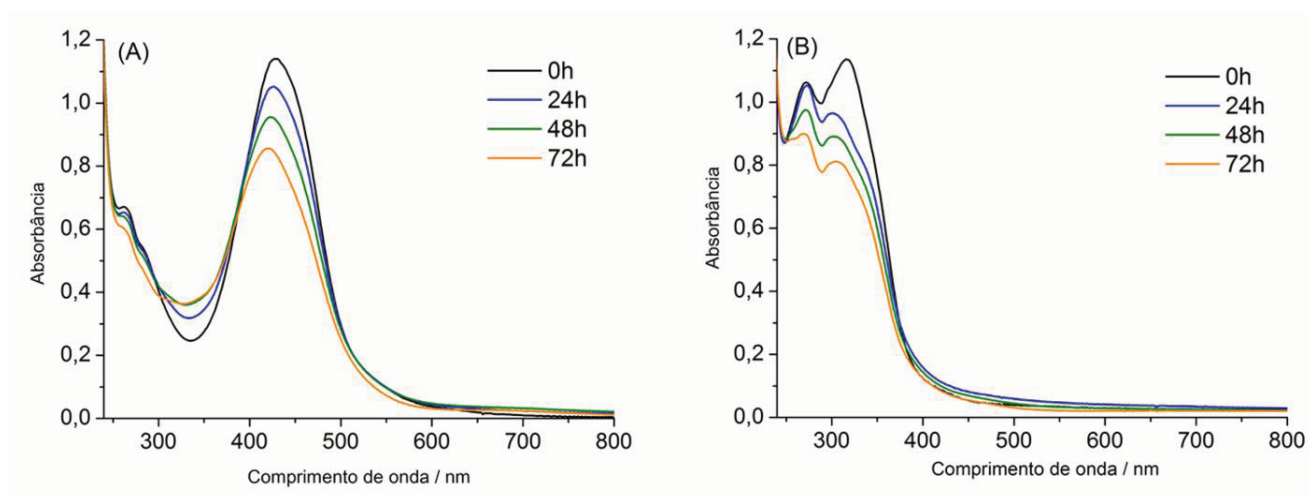 (A)
0h
24h
48h
72h
1,2
1,0
0,8
0,6
0,4
0,2
0,0
Absorbância
300 400 500 600 700 800
Comprimento de onda / nm
(B)
0h
24h
48h
72h
1,2
1,0
0,8
0,6
0,4
0,2
0,0
Absorbância
300 400 500 600 700 800
Comprimento de onda / nm